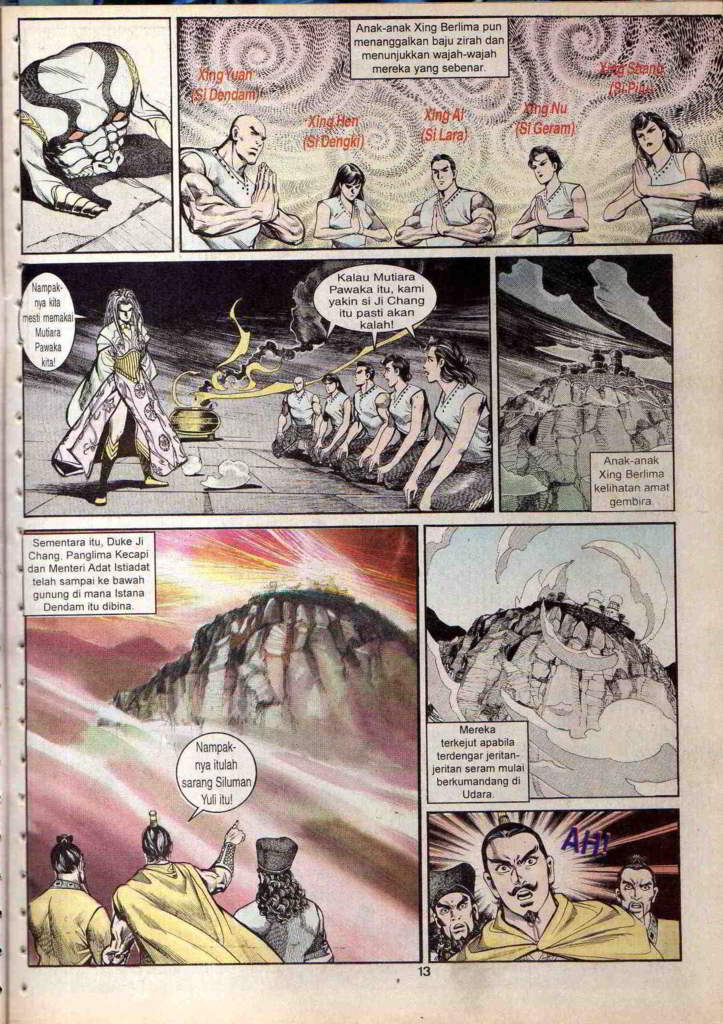 Anak-anak Xing Berlima pun
menanggalkan baju zirah dan
menunjukkan wajah-wajah
mereka yang sebenar.
Xing Yuan
(Si Dendam)
Xing Hen
(Si Dengki)
Xing Ai
(Si Lara)
Xing Nu
(Si Geram)
Xing Shang
(Si Pilu)
Nampak-
nya kita
mesti memakai
Mutiara
Pawaka
kita!
Kalau Mutiara
Pawaka itu, kami
yakin si Ji Chang
itu pasti akan
kalah!
Anak-anak
Xing Berlima
kelihatan amat
gembira.
Sementara itu, Duke Ji
Chang, Panglima Kecapi
dan Menteri Adat Istiadat
telah sampai ke bawah
gunung di mana Istana
Dendam itu dibina.
Nampak-
nya itulah
sarang Siluman
Yuli itu!
Mereka
terkejut apabila
terdengar jeritan-
jeritan seram mulai
berkumandang di
Udara.
AH!
13